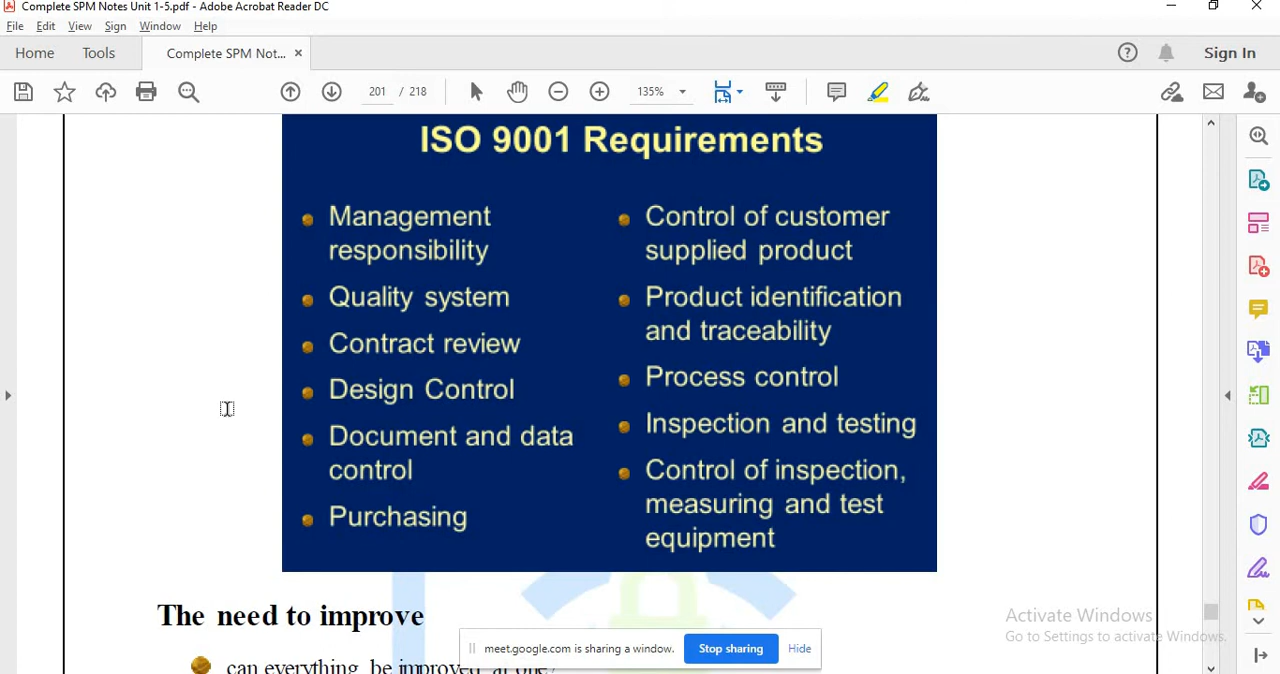 Complete SPM Notes Unit 1-5.pdf - Adobe Acrobat Reader DC
File Edit View Sign Window Help
Home Tools Complete SPM Not... × Sign In
201 / 218 135%
ISO 9001 Requirements
Management
responsibility
Quality system
Contract review
Design Control
Document and data
control
Purchasing
Control of customer
supplied product
Product identification
and traceability
Process control
Inspection and testing
Control of inspection,
measuring and test
equipment
The need to improve
can everything be improved at one?
meet.google.com is sharing a window. Stop sharing Hide
Activate Windows
Go to Settings to activate Windows.